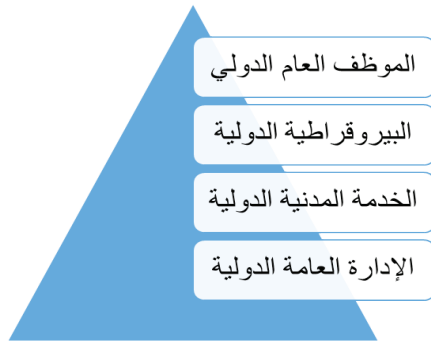 الموظف العام الدولي
البيروقراطية الدولية
الخدمة المدنية الدولية
الإدارة العامة الدولية